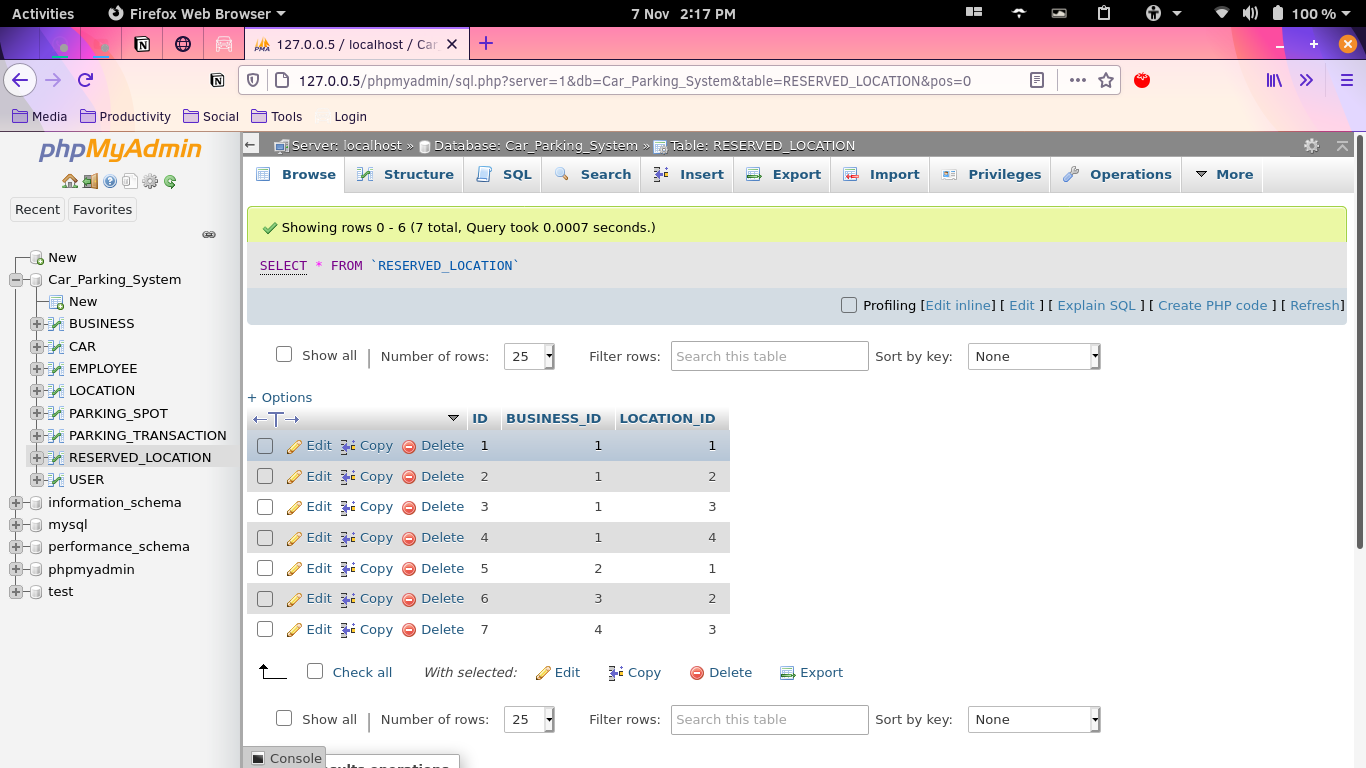 Activities Firefox Web Browser 7 Nov 2:17 PM 100 %
127.0.0.5 / localhost / Car
127.0.0.5/phpmyadmin/sql.php?server=1&db=Car_Parking_System&table=RESERVED_LOCATION&pos=0
Media Productivity Social Tools Login
phpMyAdmin
Recent Favorites
New
Car_Parking_System
New
BUSINESS
CAR
EMPLOYEE
LOCATION
PARKING_SPOT
PARKING_TRANSACTION
RESERVED_LOCATION
USER
information_schema
mysql
performance_schema
phpmyadmin
test
Server: localhost » Database: Car_Parking_System » Table: RESERVED_LOCATION
Browse Structure SQL Search Insert Export Import Privileges Operations More
Showing rows 0 - 6 (7 total, Query took 0.0007 seconds.)
SELECT * FROM `RESERVED_LOCATION`
Profiling [Edit inline] [ Edit ] [ Explain SQL ] [ Create PHP code ] [ Refresh]
Show all | Number of rows: 25 Filter rows: Search this table Sort by key: None
+ Options
←T→ ID BUSINESS_ID LOCATION_ID
Edit Copy Delete 1 1 1
Edit Copy Delete 2 1 2
Edit Copy Delete 3 1 3
Edit Copy Delete 4 1 4
Edit Copy Delete 5 2 1
Edit Copy Delete 6 3 2
Edit Copy Delete 7 4 3
Check all With selected: Edit Copy Delete Export
Show all | Number of rows: 25 Filter rows: Search this table Sort by key: None
Console